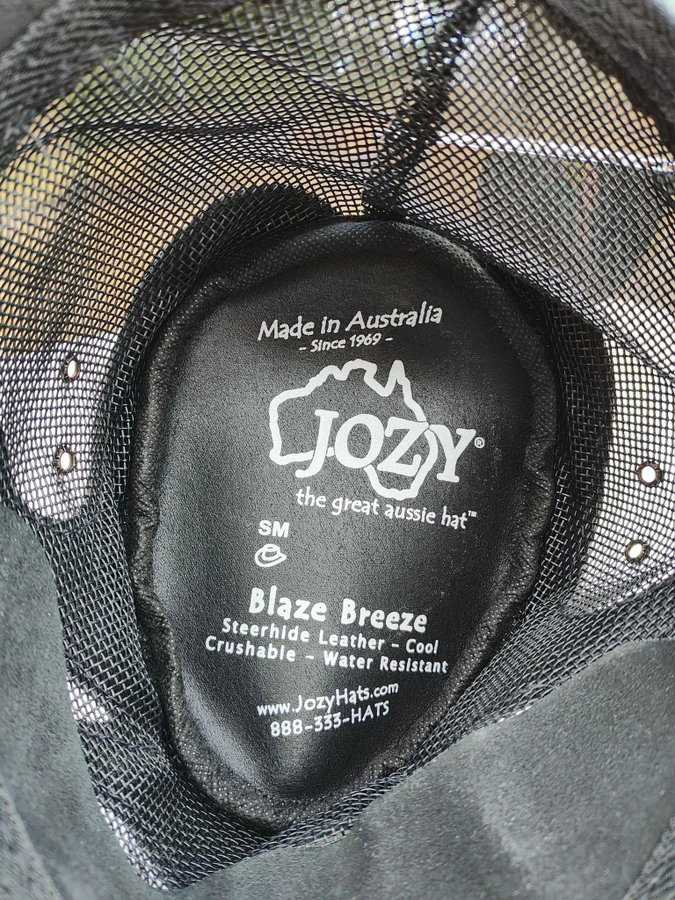 Made in Australia
- Since 1969 -
JOZY®
the great aussie hat™
SM
Blaze Breeze
Steerhide Leather - Cool
Crushable - Water Resistant
www.JozyHats.com
888-333-HATS